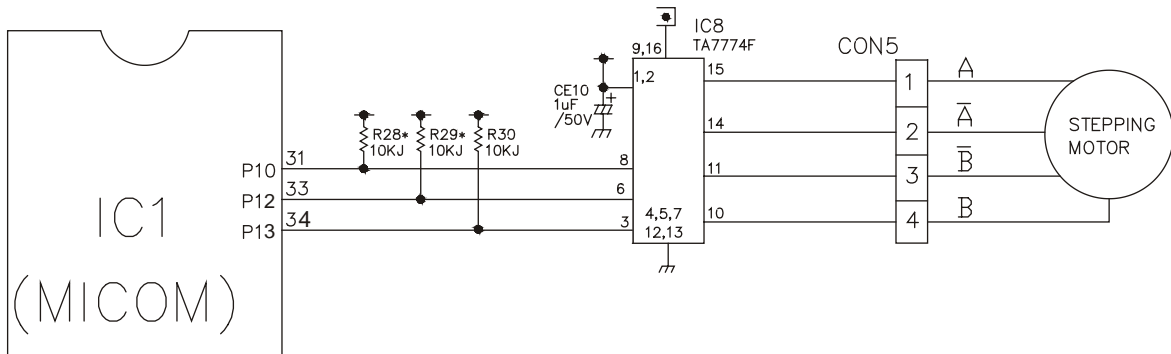 IC8
TA7774F
9,16
CON5
1,2
15
1
A
CE10
1uF
/50V
+
14
2
A̅
STEPPING
MOTOR
R28*
10KJ
R29*
10KJ
R30
10KJ
P10
31
8
11
3
B̅
P12
33
6
IC1
P13
34
3
4,5,7
12,13
10
4
B̅
(MICOM)